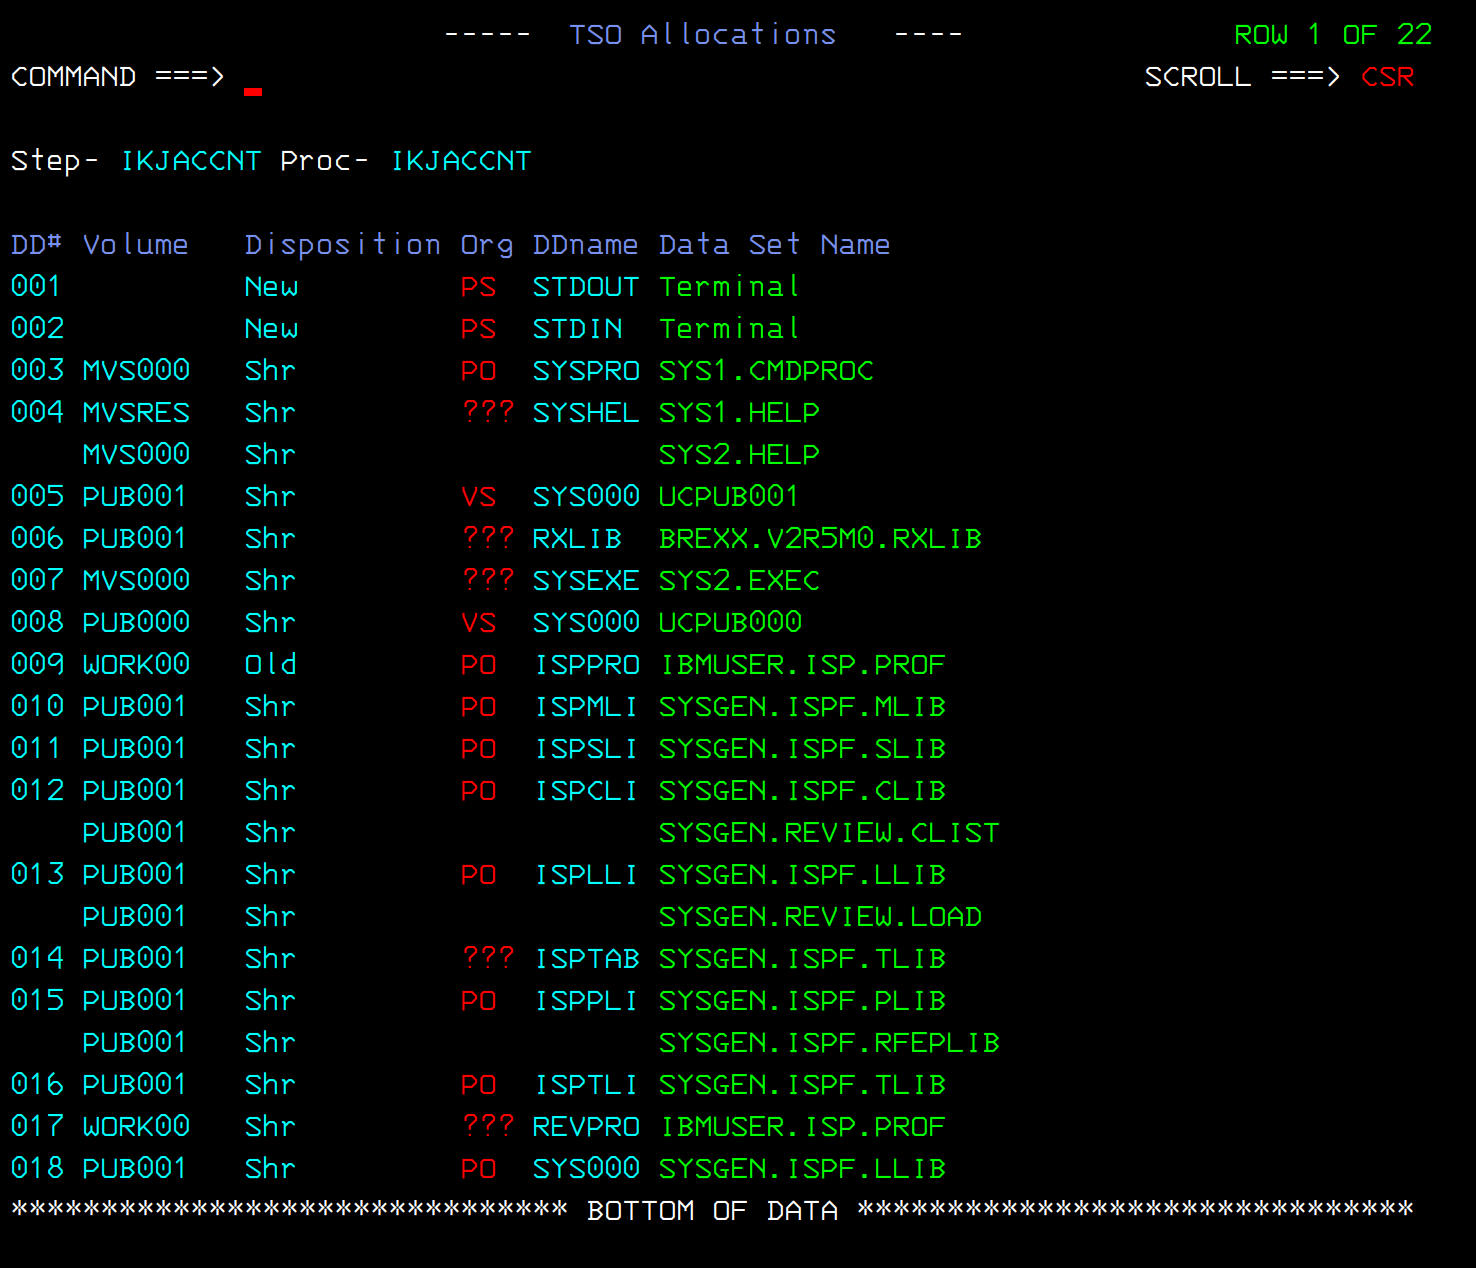 -----  TSO Allocations   ----               ROW 1 OF 22
COMMAND ===>                                SCROLL ===> CSR
Step- IKJACCNT Proc- IKJACCNT
DD# Volume   Disposition Org DDname Data Set Name
001          New         PS  STDOUT Terminal
002          New         PS  STDIN  Terminal
003 MVS000   Shr         PO  SYSPRO SYS1.CMDPROC
004 MVSRES   Shr         ??? SYSHEL SYS1.HELP
    MVS000   Shr                    SYS2.HELP
005 PUB001   Shr         VS  SYS000 UCPUB001
006 PUB001   Shr         ??? RXLIB  BREXX.V2R5M0.RXLIB
007 MVS000   Shr         ??? SYSEXE SYS2.EXEC
008 PUB000   Shr         VS  SYS000 UCPUB000
009 WORK00   Old         PO  ISPPRO IBMUSER.ISP.PROF
010 PUB001   Shr         PO  ISPMLI SYSGEN.ISPF.MLIB
011 PUB001   Shr         PO  ISPSLI SYSGEN.ISPF.SLIB
012 PUB001   Shr         PO  ISPCLI SYSGEN.ISPF.CLIB
    PUB001   Shr                    SYSGEN.REVIEW.CLIST
013 PUB001   Shr         PO  ISPLLI SYSGEN.ISPF.LLIB
    PUB001   Shr                    SYSGEN.REVIEW.LOAD
014 PUB001   Shr         ??? ISPTAB SYSGEN.ISPF.TLIB
015 PUB001   Shr         PO  ISPPLI SYSGEN.ISPF.PLIB
    PUB001   Shr                    SYSGEN.ISPF.RFEPLIB
016 PUB001   Shr         PO  ISPTLI SYSGEN.ISPF.TLIB
017 WORK00   Shr         ??? REVPRO IBMUSER.ISP.PROF
018 PUB001   Shr         PO  SYS000 SYSGEN.ISPF.LLIB
******************************* BOTTOM OF DATA *******************************